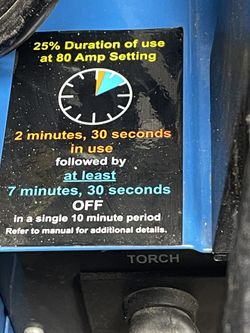 25% Duration of use
at 80 Amp Setting
2 minutes, 30 seconds
in use
followed by
at least
7 minutes, 30 seconds
OFF
in a single 10 minute period
Refer to manual for additional details.
TORCH